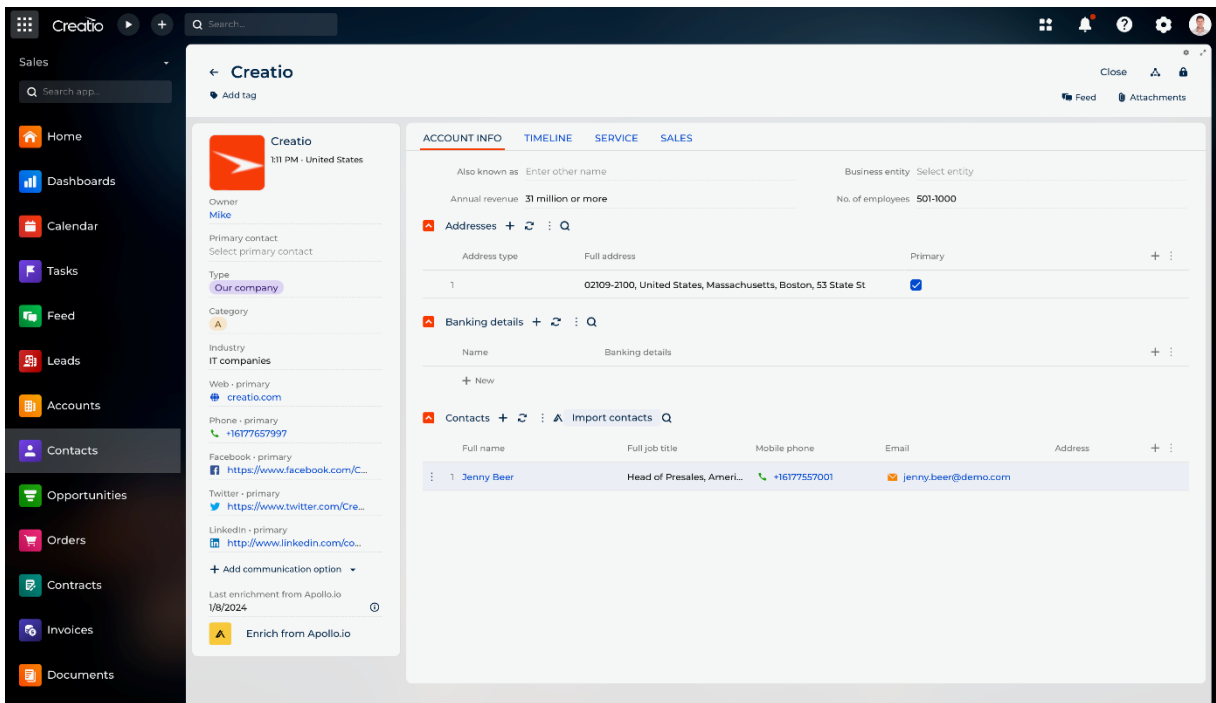 Creatio
Search...
Sales
Search app...
Home
Dashboards
Calendar
Tasks
Feed
Leads
Accounts
Contacts
Opportunities
Orders
Contracts
Invoices
Documents
← Creatio
Add tag
Close
Feed
Attachments
Creatio
1:11 PM • United States
Owner
Mike
Primary contact
Select primary contact
Type
Our company
Category
A
Industry
IT companies
Web • primary
creatio.com
Phone • primary
+16177657997
Facebook • primary
https://www.facebook.com/C...
Twitter • primary
https://www.twitter.com/Cre...
LinkedIn • primary
http://www.linkedin.com/co...
+ Add communication option
Last enrichment from Apollo.io
1/8/2024
Enrich from Apollo.io
ACCOUNT INFO TIMELINE SERVICE SALES
Also known as Enter other name Business entity Select entity
Annual revenue 31 million or more No. of employees 501-1000
Addresses
Address type Full address Primary
1 02109-2100, United States, Massachusetts, Boston, 53 State St
Banking details
Name Banking details
+ New
Contacts Import contacts
Full name Full job title Mobile phone Email Address
1 Jenny Beer Head of Presales, Ameri... +16177557001 jenny.beer@demo.com